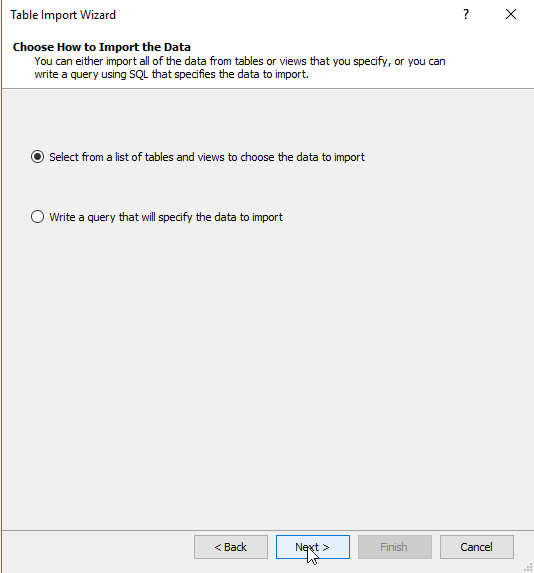 Table Import Wizard
?
Choose How to Import the Data
You can either import all of the data from tables or views that you specify, or you can
write a query using SQL that specifies the data to import.
Select from a list of tables and views to choose the data to import
Write a query that will specify the data to import
< Back Next > Finish Cancel